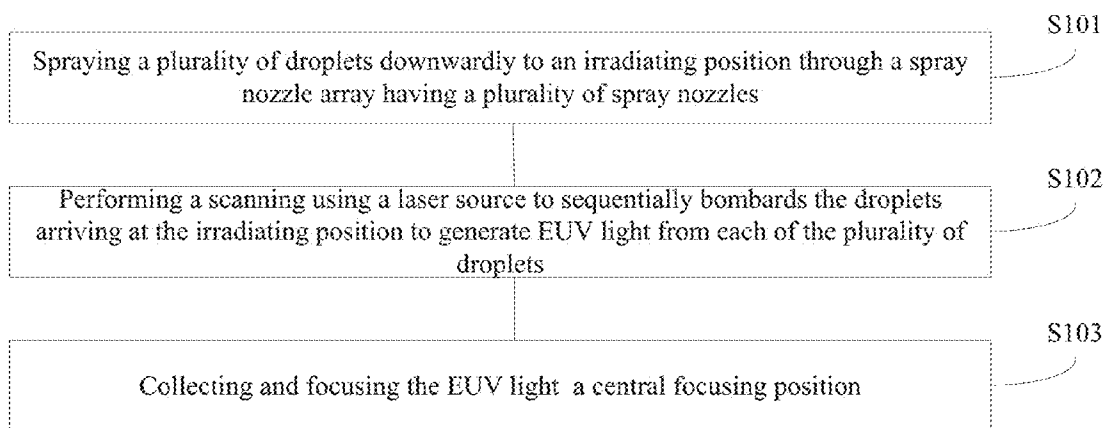 S101
Spraying a plurality of droplets downwardly to an irradiating position through a spray
nozzle array having a plurality of spray nozzles
S102
Performing a scanning using a laser source to sequentially bombards the droplets
arriving at the irradiating position to generate EUV light from each of the plurality of
droplets
S103
Collecting and focusing the EUV light a central focusing position